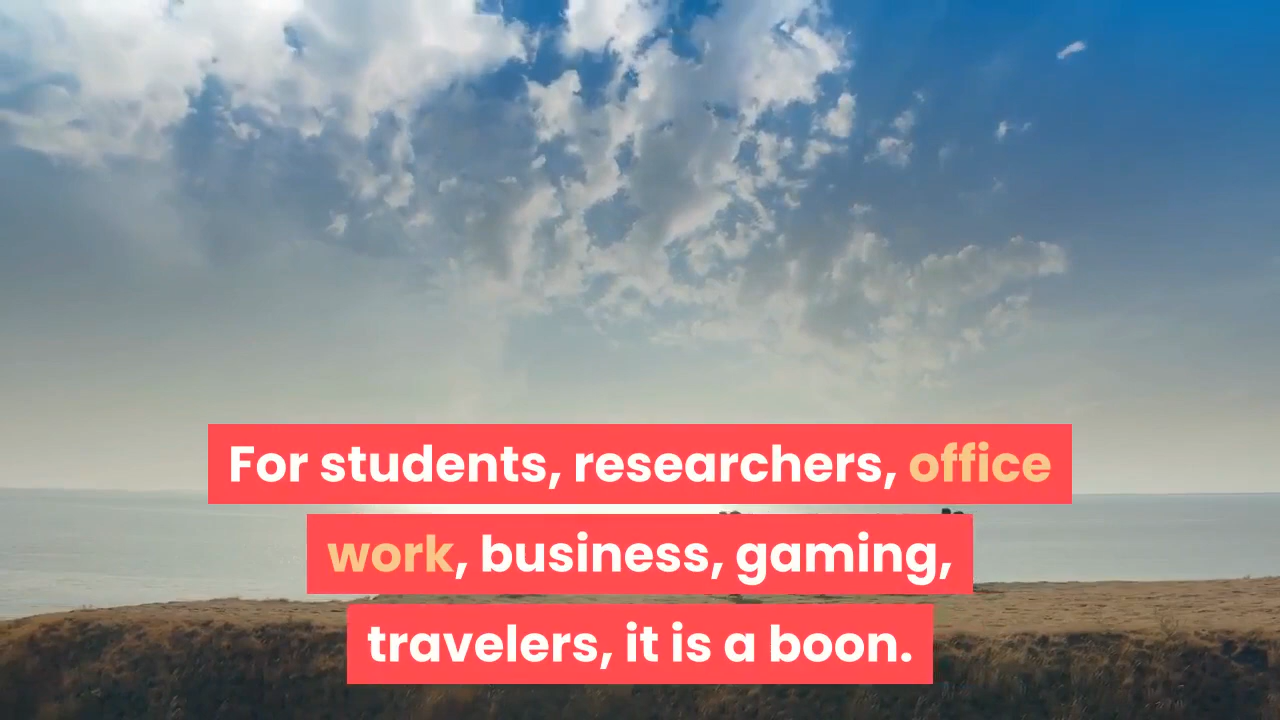 For students, researchers, office
work, business, gaming,
travelers, it is a boon.